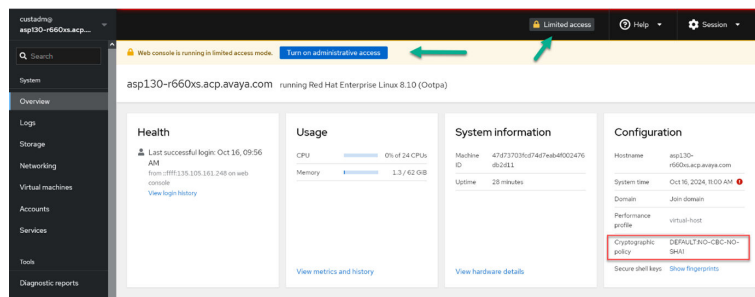 custadm@
asp130-r660xs.acp....
Limited access
Help
Session
Search
Web console is running in limited access mode.
Turn on administrative access
System
asp130-r660xs.acp.avaya.com running Red Hat Enterprise Linux 8.10 (Ootpa)
Overview
Logs
Storage
Networking
Virtual machines
Accounts
Services
Tools
Diagnostic reports
Health
Last successful login: Oct 16, 09:56
AM
from ::ffff:135.105.161.248 on web
console
View login history
Usage
CPU 0% of 24 CPUs
Memory 1.3 / 62 GiB
View metrics and history
System information
Machine ID 47d73703fcd74d7eab4f002476
db2d11
Uptime 28 minutes
View hardware details
Configuration
Hostname asp130-
r660xs.acp.avaya.com
System time Oct 16, 2024, 11:00 AM
Domain Join domain
Performance
profile virtual-host
Cryptographic DEFAULT:NO-CBC-NO-
policy SHA1
Secure shell keys Show fingerprints